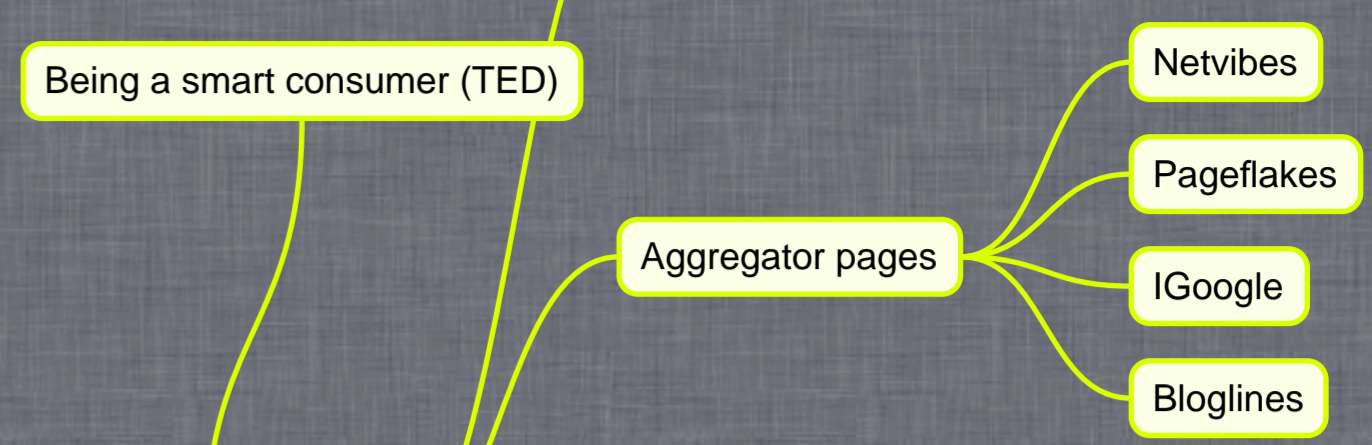 Being a smart consumer (TED)
Aggregator pages
Netvibes
Pageflakes
IGoogle
Bloglines